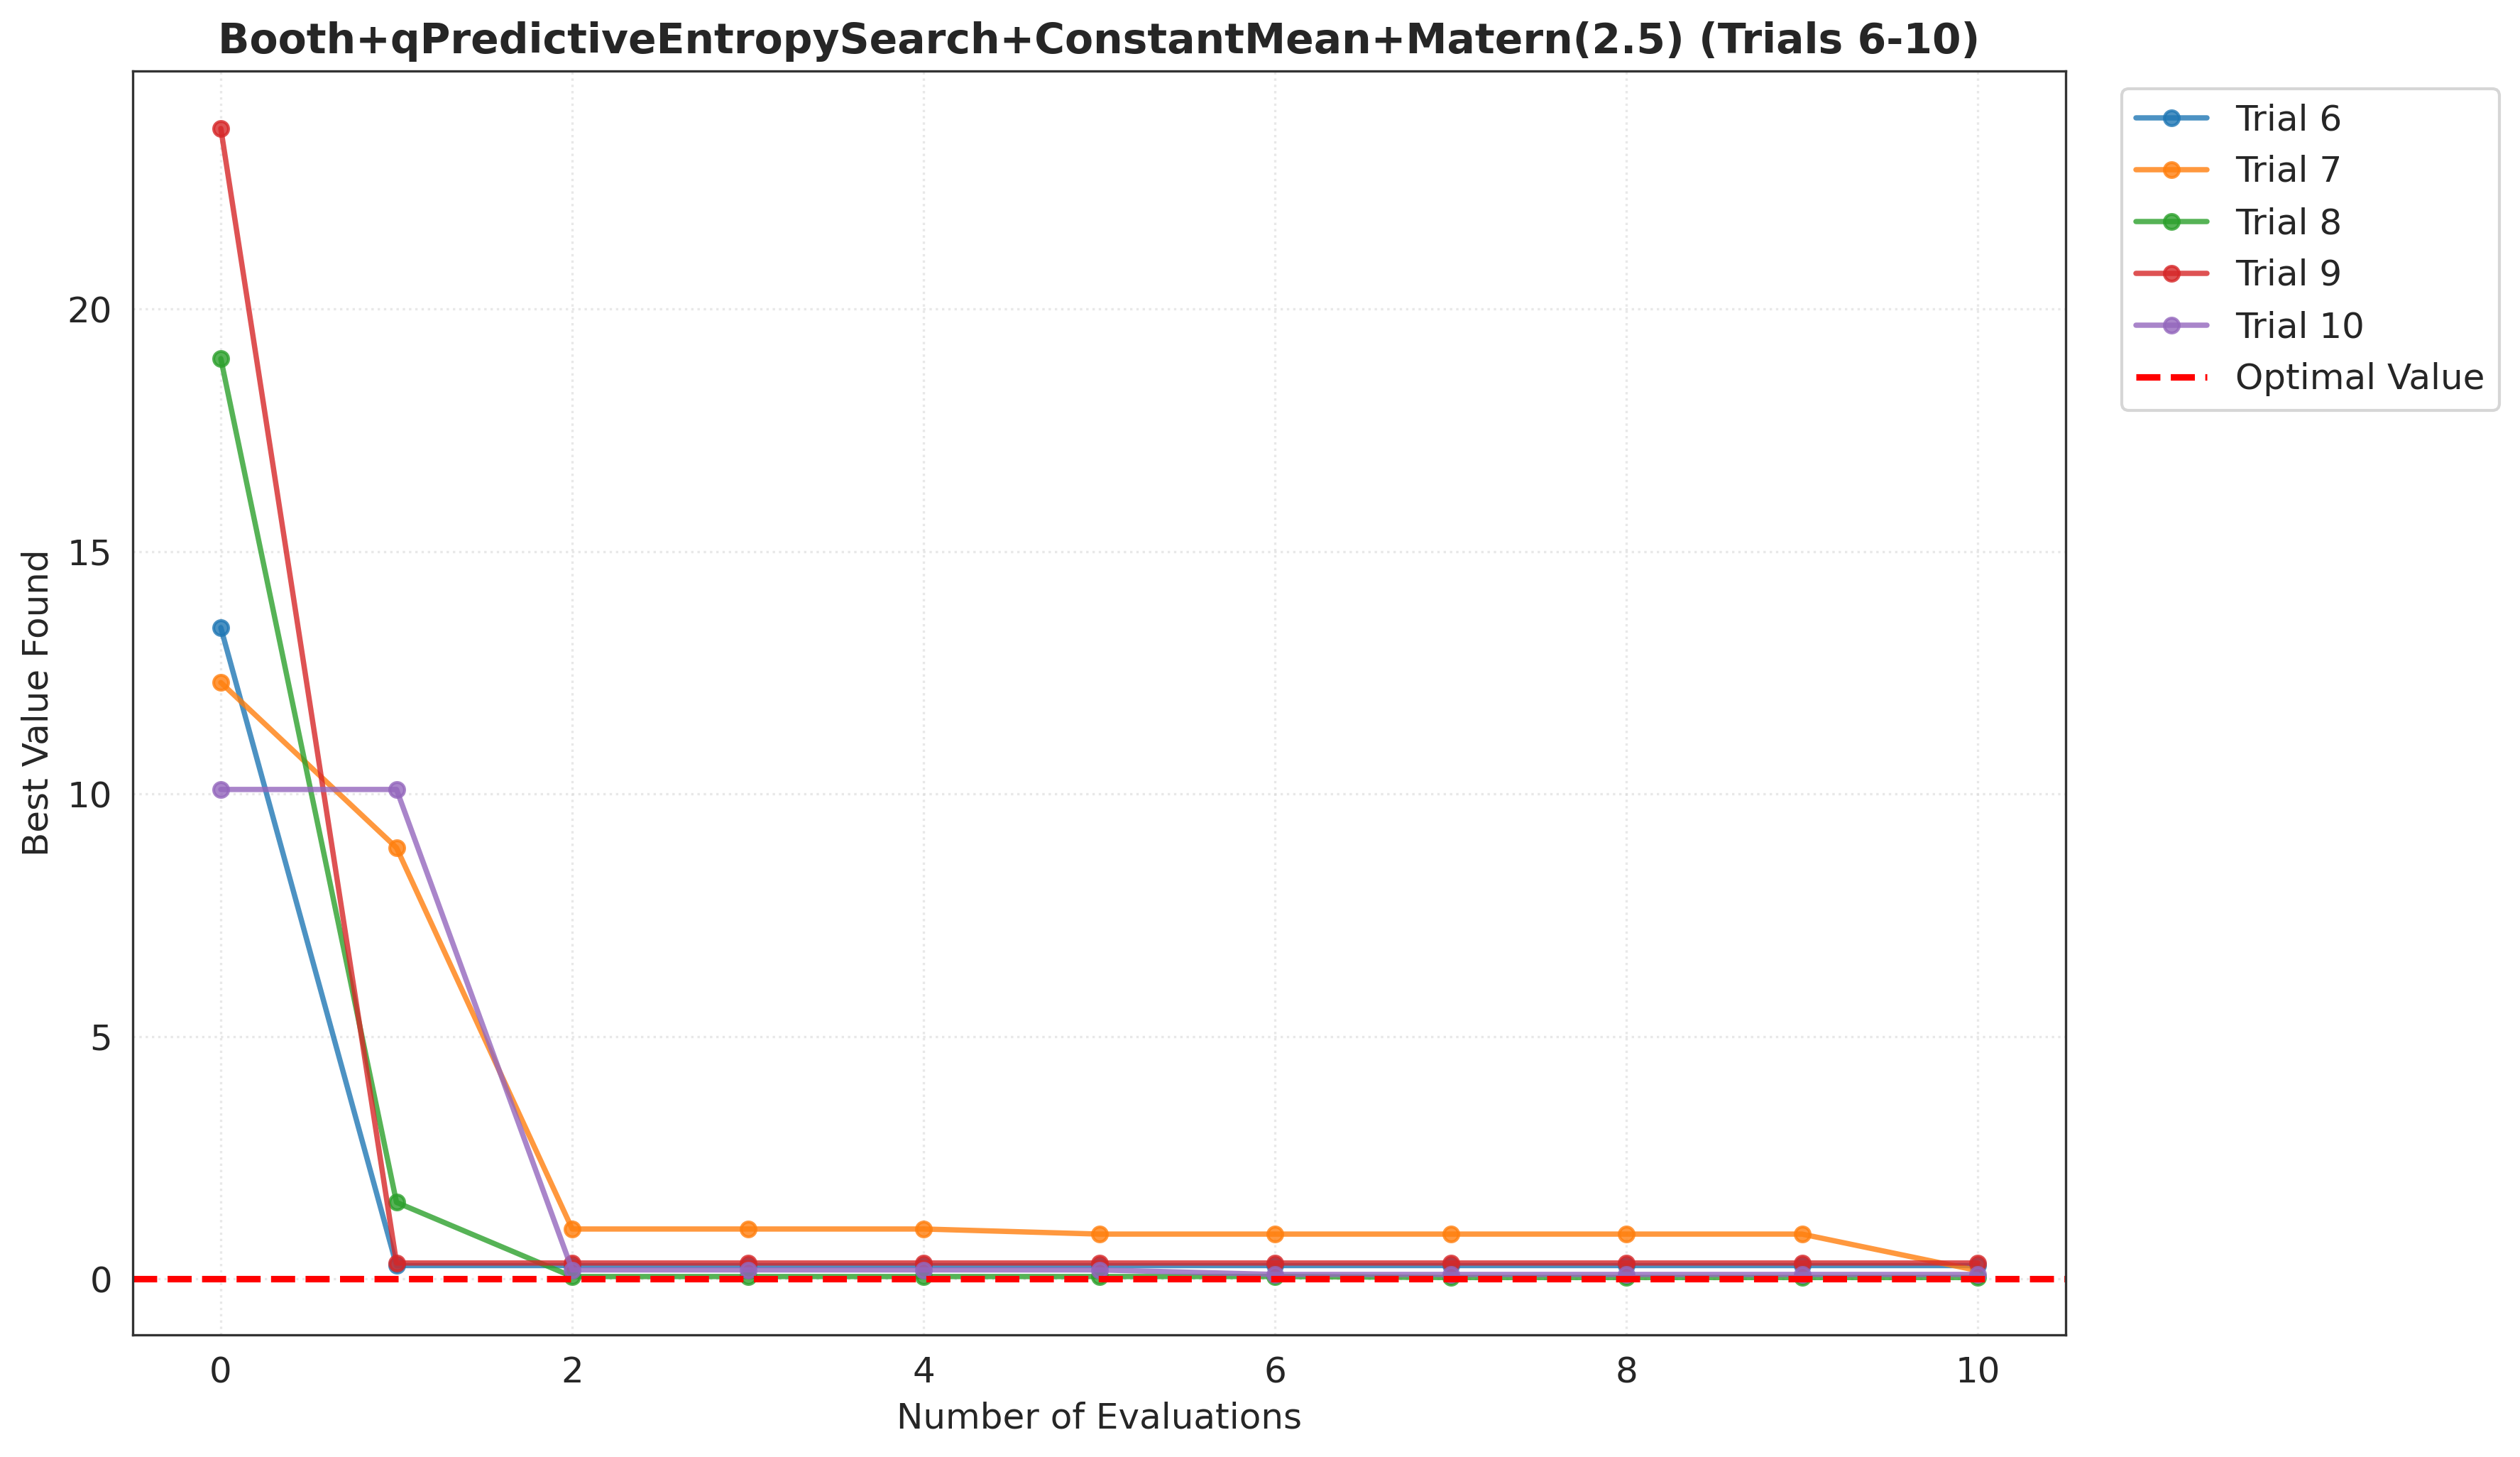 Booth+qPredictiveEntropySearch+ConstantMean+Matern(2.5) (Trials 6-10)
Trial 6
Trial 7
Trial 8
Trial 9
Trial 10
Optimal Value
Best Value Found
20
15
10
5
0
0 2 4 6 8 10
Number of Evaluations